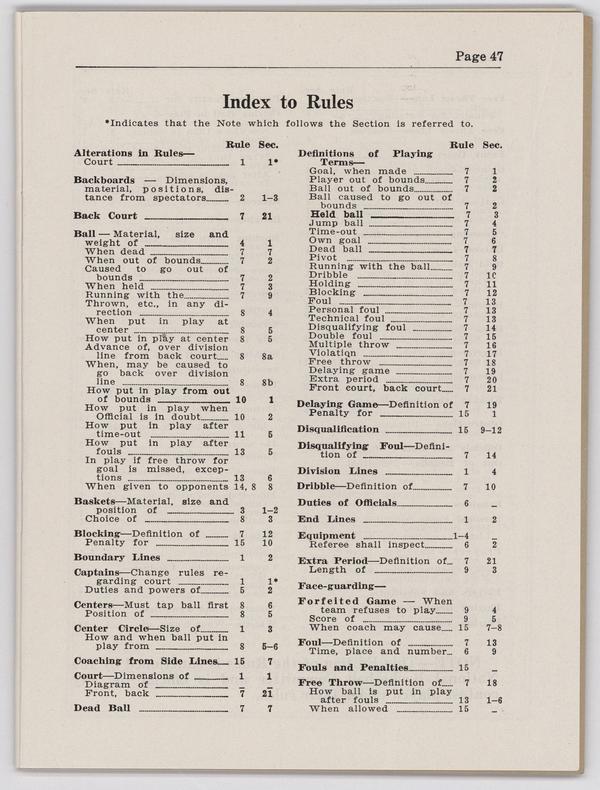 Page 47
Index to Rules
*Indicates that the Note which follows the Section is referred to.
Rule Sec.
Alterations in Rules—
Court 1 1*
Backboards — Dimensions,
material, positions, dis-
tance from spectators 2 1-3
Back Court 7 21
Ball — Material, size and
weight of 4 1
When dead 7 7
When out of bounds 7 2
Caused to go out of
bounds 7 2
When held 7 3
Running with the 7 9
Thrown, etc., in any di-
rection 8 4
When put in play at
center 8 5
How put in play at center 8 5
Advance of, over division
line from back court 8 8a
When, may be caused to
go back over division
line 8 8b
How put in play from out
of bounds 10 1
How put in play when
Official is in doubt 10 2
How put in play after
time-out 11 5
How put in play after
fouls 13 5
In play if free throw for
goal is missed, excep-
tions 13 6
When given to opponents 14, 8 8
Baskets—Material, size and
position of 3 1-2
Choice of 8 3
Blocking—Definition of 7 12
Penalty for 15 10
Boundary Lines 1 2
Captains—Change rules re-
garding court 1 1*
Duties and powers of 5 2
Centers—Must tap ball first 8 6
Position of 8 5
Center Circle—Size of 1 3
How and when ball put in
play from 8 5-6
Coaching from Side Lines 15 7
Court—Dimensions of 1 1
Diagram of
Front, back 7 21
Dead Ball 7 7
Rule Sec.
Definitions of Playing
Terms—
Goal, when made 7 1
Player out of bounds 7 2
Ball out of bounds 7 2
Ball caused to go out of
bounds 7 2
Held ball 7 3
Jump ball 7 4
Time-out 7 5
Own goal 7 6
Dead ball 7 7
Pivot 7 8
Running with the ball 7 9
Dribble 7 10
Holding 7 11
Blocking 7 12
Foul 7 13
Personal foul 7 13
Technical foul 7 13
Disqualifying foul 7 14
Double foul 7 15
Multiple throw 7 16
Violation 7 17
Free throw 7 18
Delaying game 7 19
Extra period 7 20
Front court, back court 7 21
Delaying Game—Definition of 7 19
Penalty for 15 1
Disqualification 15 9-12
Disqualifying Foul—Defini-
tion of 7 14
Division Lines 1 4
Dribble—Definition of 7 10
Duties of Officials 6 _
End Lines 1 2
Equipment 1-4 _
Referee shall inspect 6 2
Extra Period—Definition of 7 21
Length of 9 3
Face-guarding—
Forfeited Game — When
team refuses to play 9 4
Score of 9 5
When coach may cause 15 7-8
Foul—Definition of 7 13
Time, place and number 6 9
Fouls and Penalties 15 _
Free Throw—Definition of 7 18
How ball is put in play
after fouls 13 1-6
When allowed 15 _